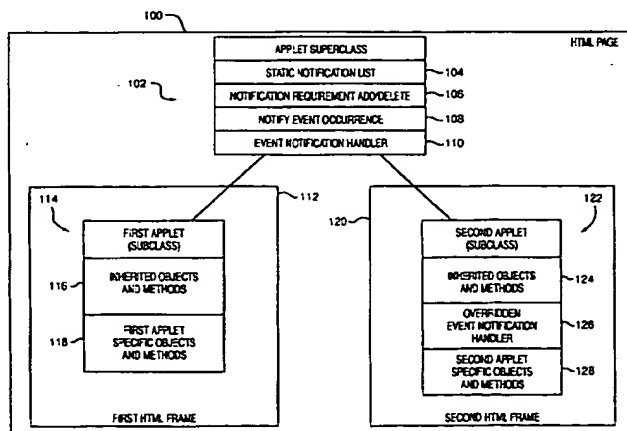 100
HTML PAGE
APPLET SUPERCLASS
STATIC NOTIFICATION LIST
104
102
NOTIFICATION REQUIREMENT ADD/DELETE
106
NOTIFY EVENT OCCURRENCE
108
EVENT NOTIFICATION HANDLER
110
112
114
FIRST APPLET
(SUBCLASS)
116
INHERITED OBJECTS
AND METHODS
118
FIRST APPLET
SPECIFIC OBJECTS
AND METHODS
FIRST HTML FRAME
120
122
SECOND APPLET
(SUBCLASS)
INHERITED OBJECTS
AND METHODS
124
OVERRIDDEN
EVENT NOTIFICATION
HANDLER
126
SECOND APPLET
SPECIFIC OBJECTS
AND METHODS
128
SECOND HTML FRAME